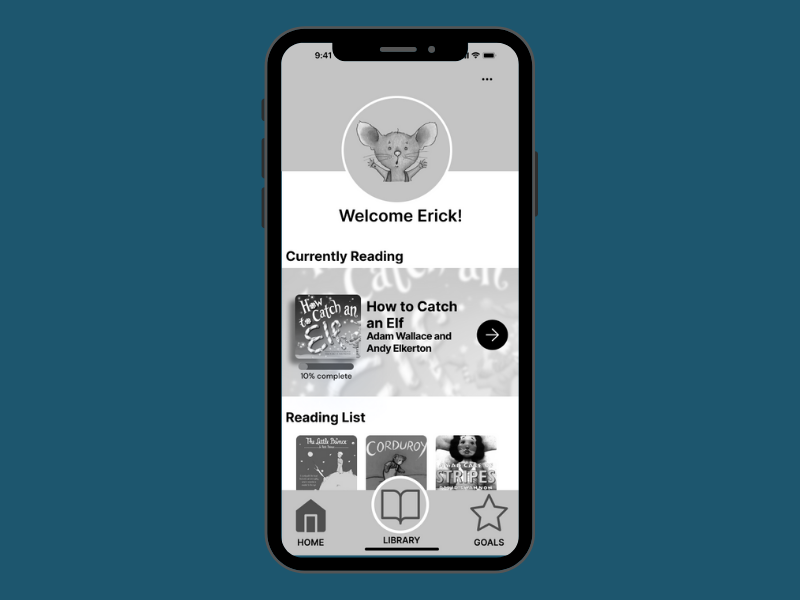 9:41
Welcome Erick!
Currently Reading
How
to Catch an
Elf
How to Catch
an Elf
Adam Wallace and
Andy Elkerton
10% complete
Reading List
The Little Prince
CORDUROY
STRIPES
HOME
LIBRARY
GOALS